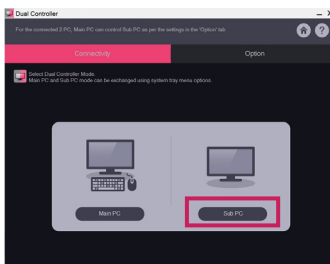 Dual Controller
For the connected 2 PC, Main PC can control Sub PC as per the settings in the 'Option' tab
Connectivity
Option
Select Dual Controller Mode.
Main PC and Sub PC mode can be exchanged using system tray menu options.
Main PC
Sub PC